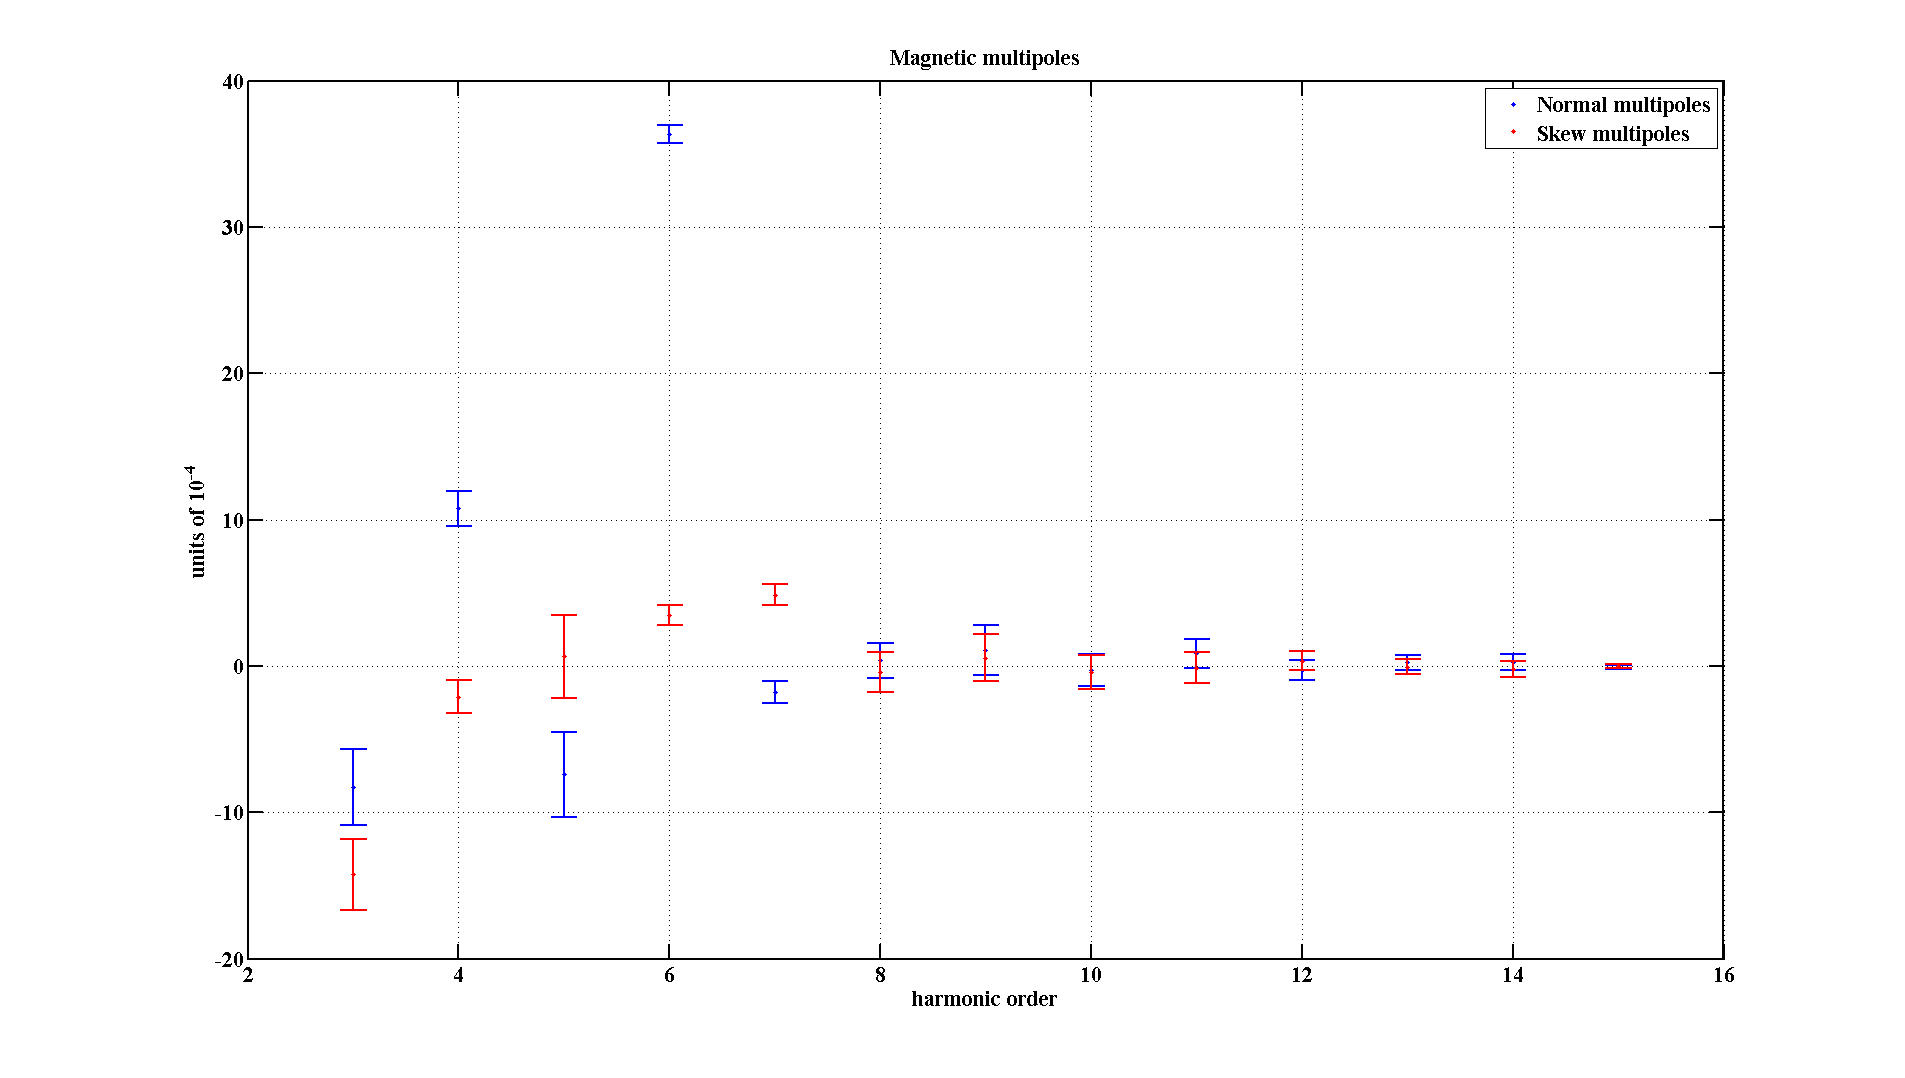 Magnetic multipoles
Normal multipoles
Skew multipoles
40
30
20
10
0
-10
-20
units of 10⁻⁴
2 4 6 8 10 12 14 16
harmonic order